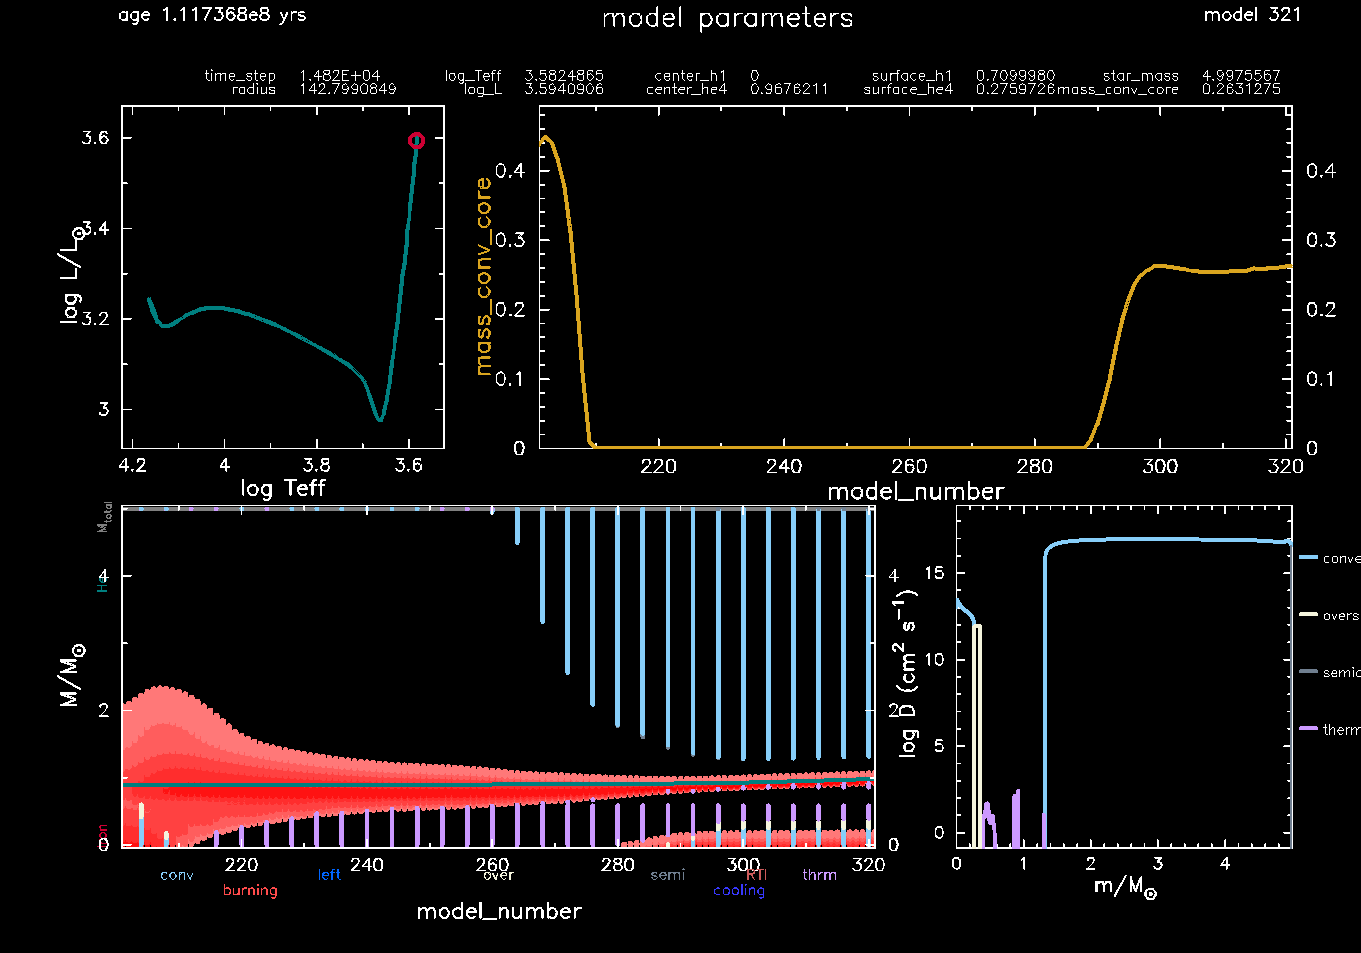 age 1.117368e8 yrs model parameters model 321
time_step 1.482E+04 log_Teff 3.5824865 center_h1 0 surface_h1 0.7099980 star_mass 4.9975567
radius 142.7990849 log_L 3.5940906 center_he4 0.9676211 surface_he4 0.2759726 mass_conv_core 0.2631275
3.6
3.4
3.2
3
log L/L☉
4.2 4 3.8 3.6
log Teff
mass_conv_core
0.4
0.3
0.2
0.1
0
0.4
0.3
0.2
0.1
0
220 240 260 280 300 320
model_number
Mtotal
4
2
0
M/M☉
4
2
0
220 240 260 280 300 320
conv left over semi RTI thrm
burning cooling
model_number
log D (cm² s⁻¹)
15
10
5
0
0 1 2 3 4
m/M☉
conve
overs
semic
therm